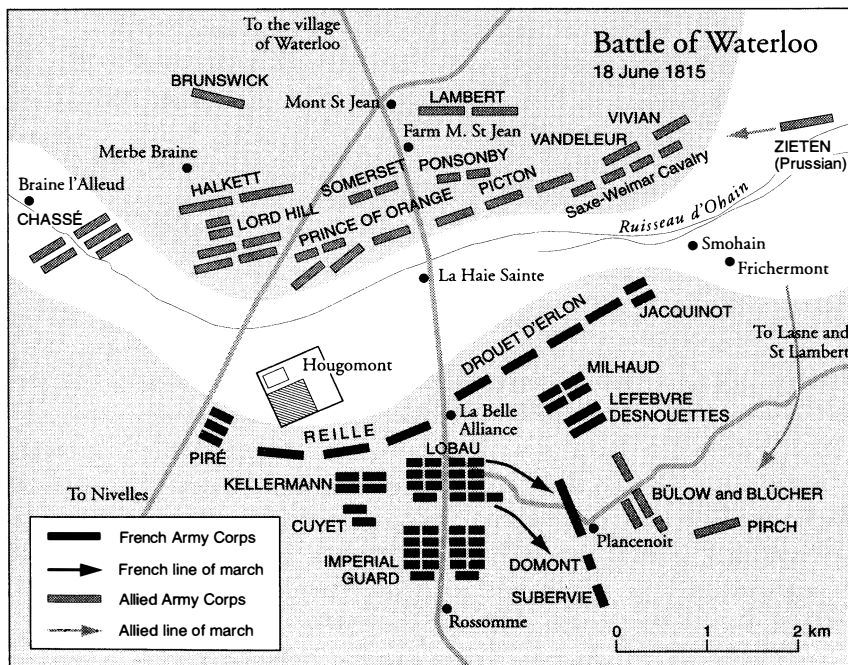 To the village
of Waterloo
Battle of Waterloo
18 June 1815
BRUNSWICK
Mont St Jean
LAMBERT
VIVIAN
Farm M. St Jean
VANDELEUR
ZIETEN
(Prussian)
Merbe Braine
PONSONBY
Braine l'Alleud
HALKETT
SOMERSET
PICTON
Saxe-Weimar Cavalry
CHASSÉ
LORD HILL
PRINCE OF ORANGE
Ruisseau d'Ohain
Smohain
Frichermont
La Haie Sainte
JACQUINOT
DROUET D'ERLON
To Lasne and
St Lambert
Hougomont
MILHAUD
LEFEBVRE
DESNOUETTES
La Belle
Alliance
REILLE
PIRÉ
LOBAU
KELLERMANN
To Nivelles
BÜLOW and BLÜCHER
CUYET
PIRCH
Plancenoit
IMPERIAL
GUARD
DOMONT
SUBERVIE
Rossomme
French Army Corps
French line of march
Allied Army Corps
Allied line of march
0 1 2 km